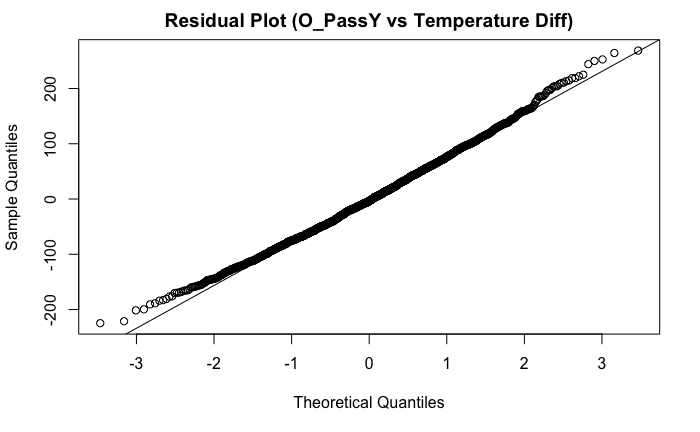 Residual Plot (O_PassY vs Temperature Diff)
Sample Quantiles
200
100
0
-100
-200
-3 -2 -1 0 1 2 3
Theoretical Quantiles